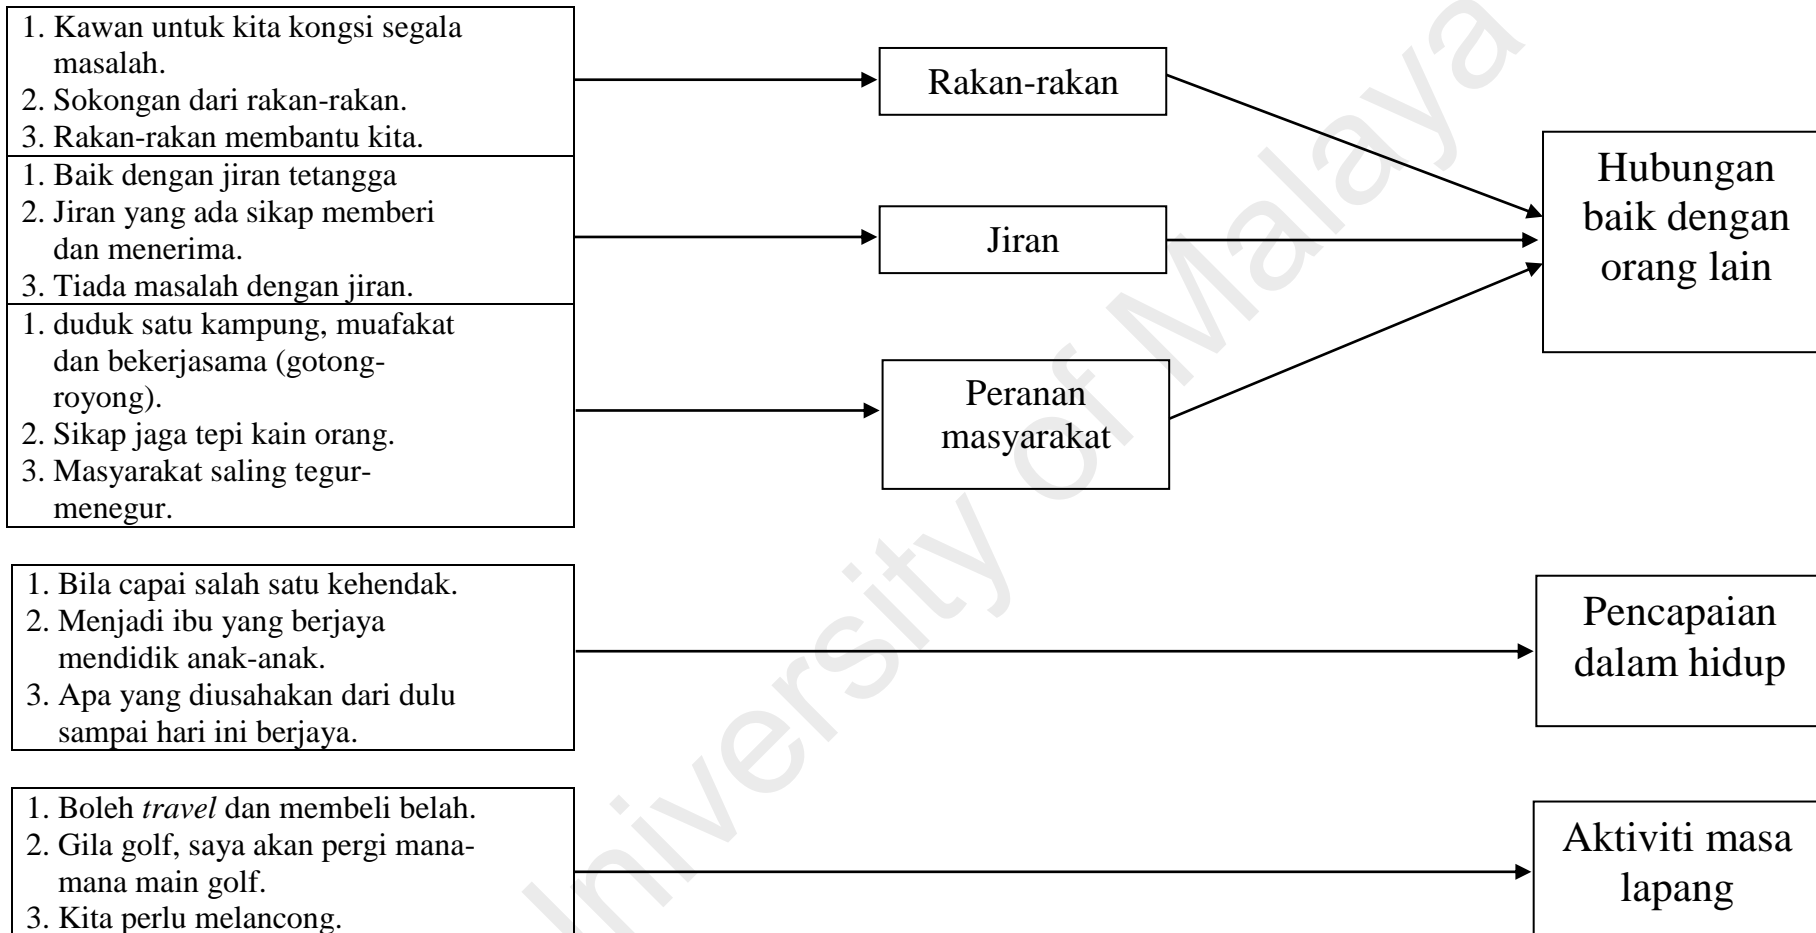 1. Kawan untuk kita kongsi segala
masalah.
2. Sokongan dari rakan-rakan.
3. Rakan-rakan membantu kita.
Rakan-rakan
1. Baik dengan jiran tetangga
2. Jiran yang ada sikap memberi
dan menerima.
3. Tiada masalah dengan jiran.
Jiran
1. duduk satu kampung, muafakat
dan bekerjasama (gotong-
royong).
2. Sikap jaga tepi kain orang.
3. Masyarakat saling tegur-
menegur.
Peranan
masyarakat
Hubungan
baik dengan
orang lain
1. Bila capai salah satu kehendak.
2. Menjadi ibu yang berjaya
mendidik anak-anak.
3. Apa yang diusahakan dari dulu
sampai hari ini berjaya.
Pencapaian
dalam hidup
1. Boleh travel dan membeli belah.
2. Gila golf, saya akan pergi mana-
mana main golf.
3. Kita perlu melancong.
Aktiviti masa
lapang
niversity of Malaya